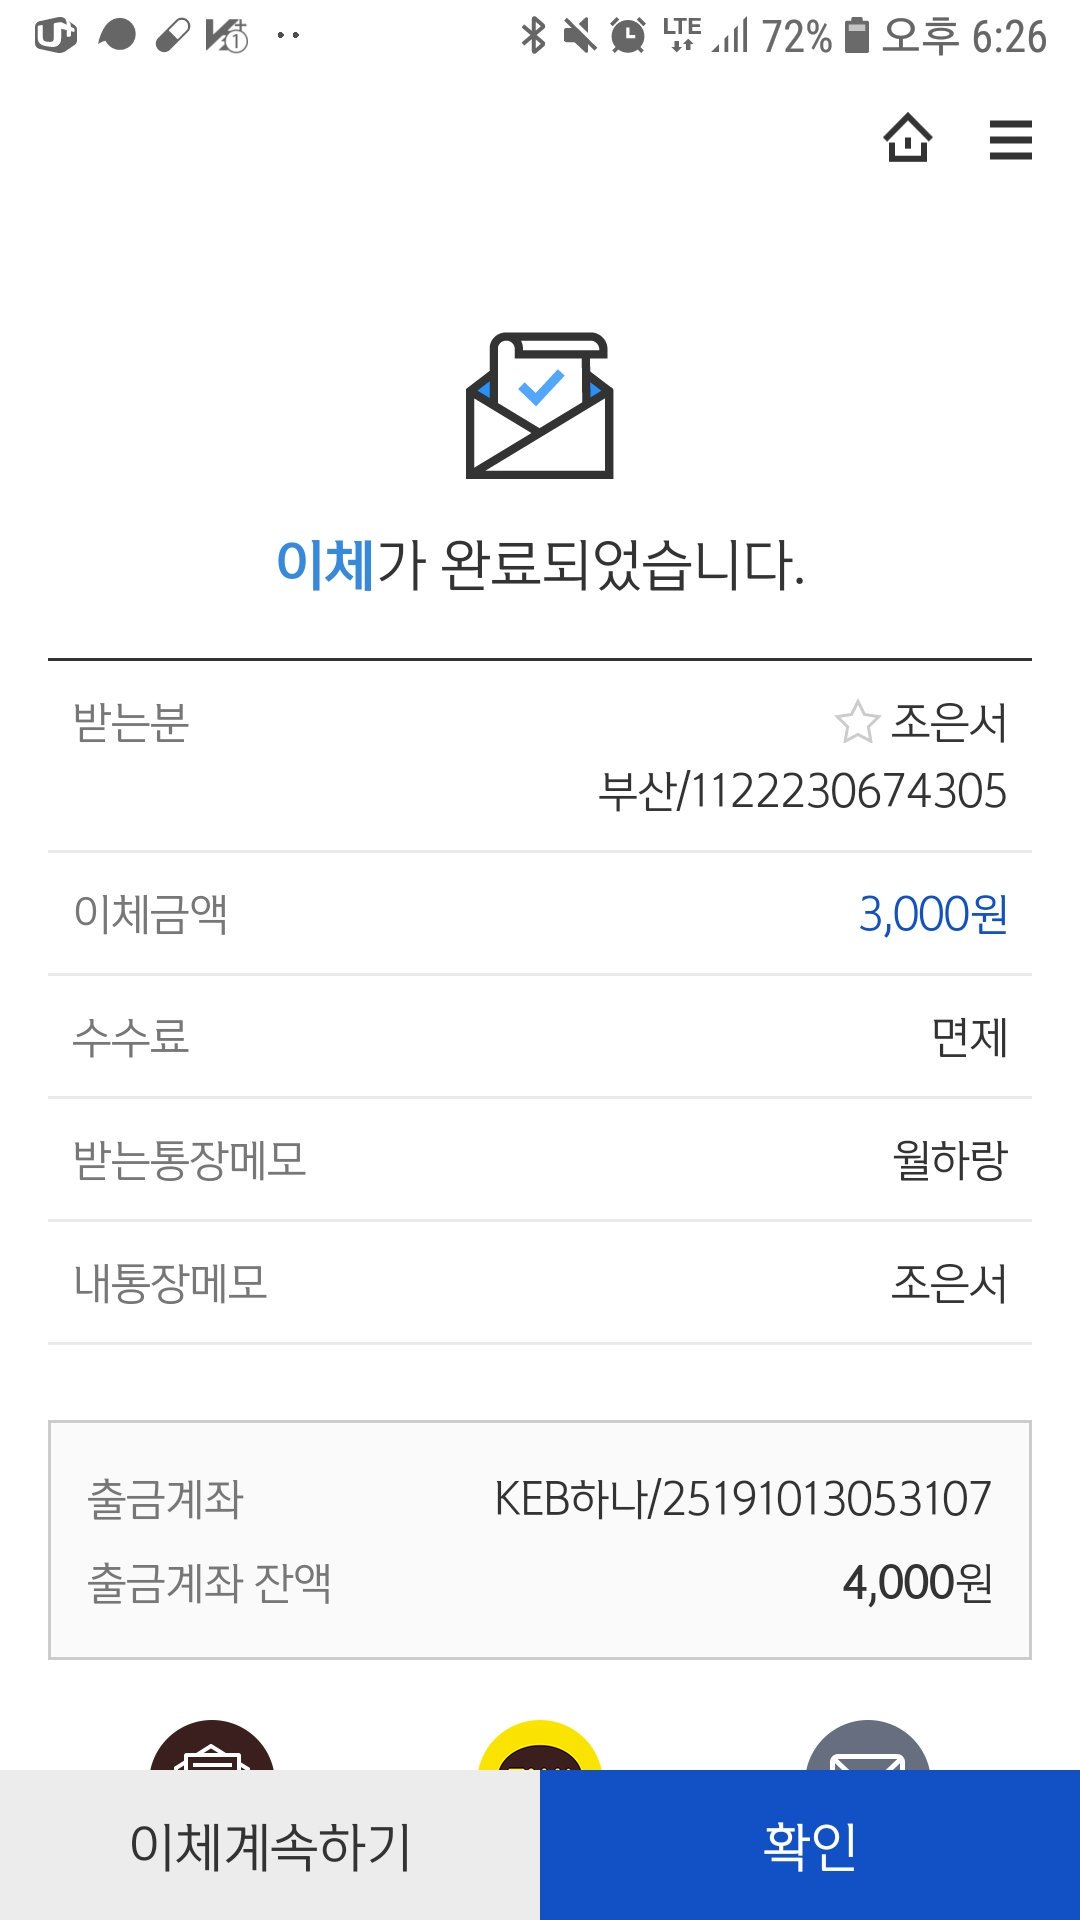 LTE 72% 오후 6:26
이체가 완료되었습니다.
받는분 조은서
부산/1122230674305
이체금액 3,000원
수수료 면제
받는통장메모 월하랑
내통장메모 조은서
출금계좌 KEB하나/25191013053107
출금계좌 잔액 4,000원
이체계속하기 확인